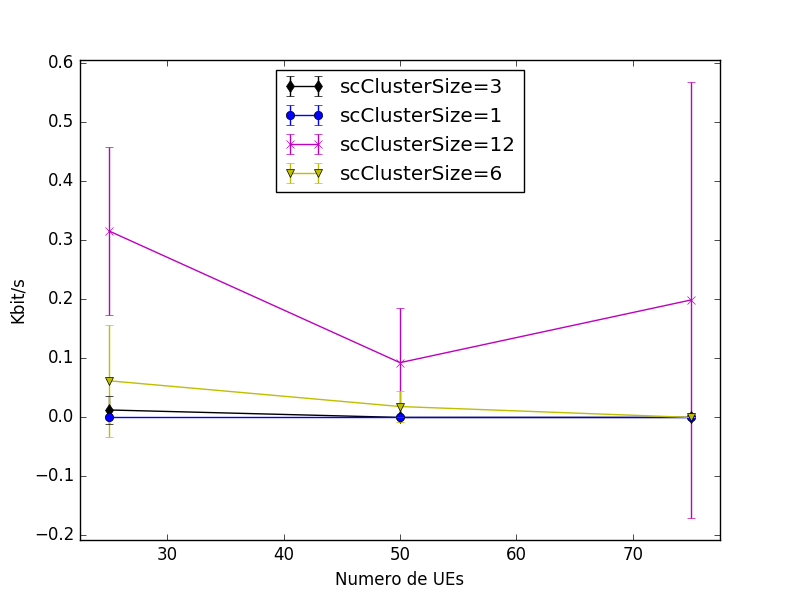 0.6
0.5
0.4
0.3
0.2
0.1
0.0
−0.1
−0.2
Kbit/s
scClusterSize=3
scClusterSize=1
scClusterSize=12
scClusterSize=6
30 40 50 60 70
Numero de UEs